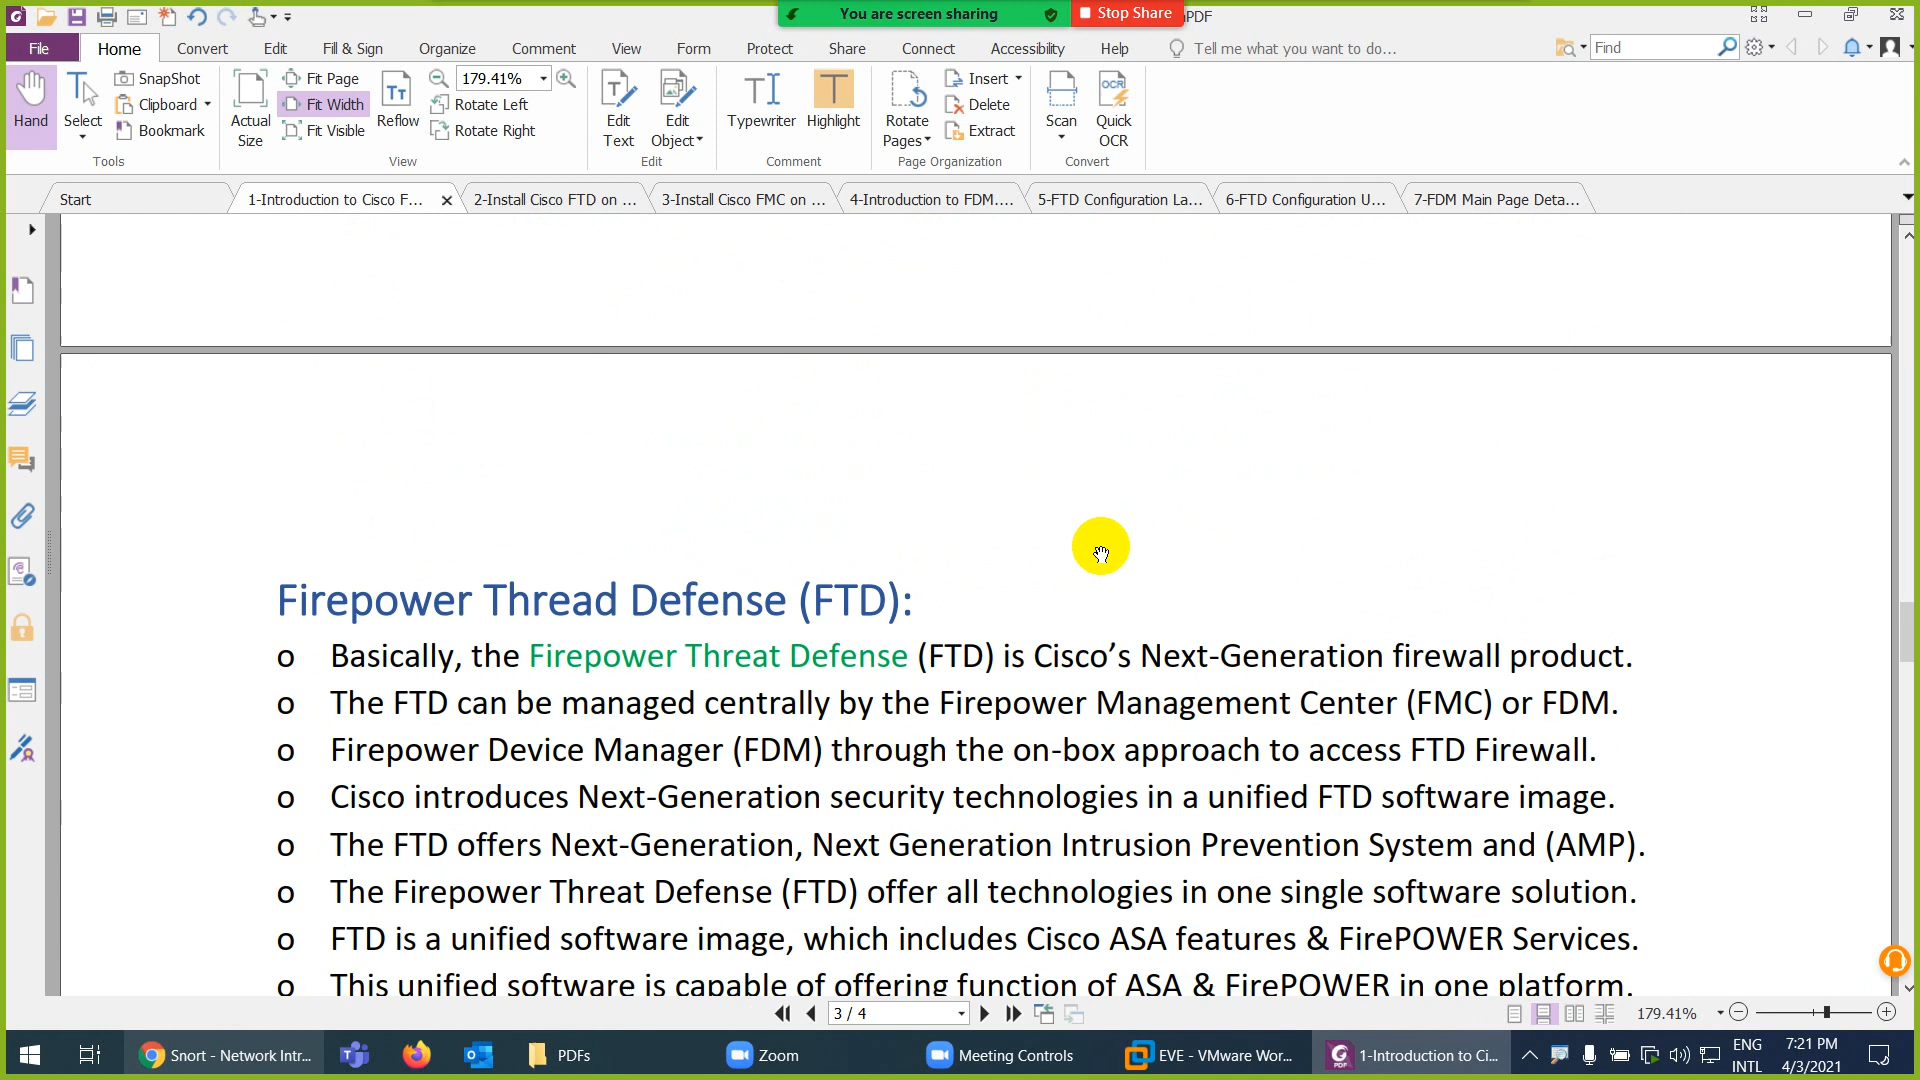 You are screen sharing
Stop Share
PDF
File
Home
Convert
Edit
Fill & Sign
Organize
Comment
View
Form
Protect
Share
Connect
Accessibility
Help
Tell me what you want to do...
Find
Hand
Select
SnapShot
Clipboard
Bookmark
Tools
Actual Size
Fit Page
Fit Width
Fit Visible
Reflow
179.41%
Rotate Left
Rotate Right
View
Edit Text
Edit Object
Edit
Typewriter
Highlight
Comment
Rotate Pages
Insert
Delete
Extract
Page Organization
Scan
OCR
Quick OCR
Convert
Start
1-Introduction to Cisco F...
2-Install Cisco FTD on ...
3-Install Cisco FMC on ...
4-Introduction to FDM....
5-FTD Configuration La...
6-FTD Configuration U...
7-FDM Main Page Deta...
Firepower Thread Defense (FTD):
o Basically, the Firepower Threat Defense (FTD) is Cisco’s Next-Generation firewall product.
o The FTD can be managed centrally by the Firepower Management Center (FMC) or FDM.
o Firepower Device Manager (FDM) through the on-box approach to access FTD Firewall.
o Cisco introduces Next-Generation security technologies in a unified FTD software image.
o The FTD offers Next-Generation, Next Generation Intrusion Prevention System and (AMP).
o The Firepower Threat Defense (FTD) offer all technologies in one single software solution.
o FTD is a unified software image, which includes Cisco ASA features & FirePOWER Services.
o This unified software is capable of offering function of ASA & FirePOWER in one platform.
3 / 4
179.41%
Snort - Network Intr...
PDFs
Zoom
Meeting Controls
EVE - VMware Wor...
1-Introduction to Ci...
ENG
INTL
7:21 PM
4/3/2021